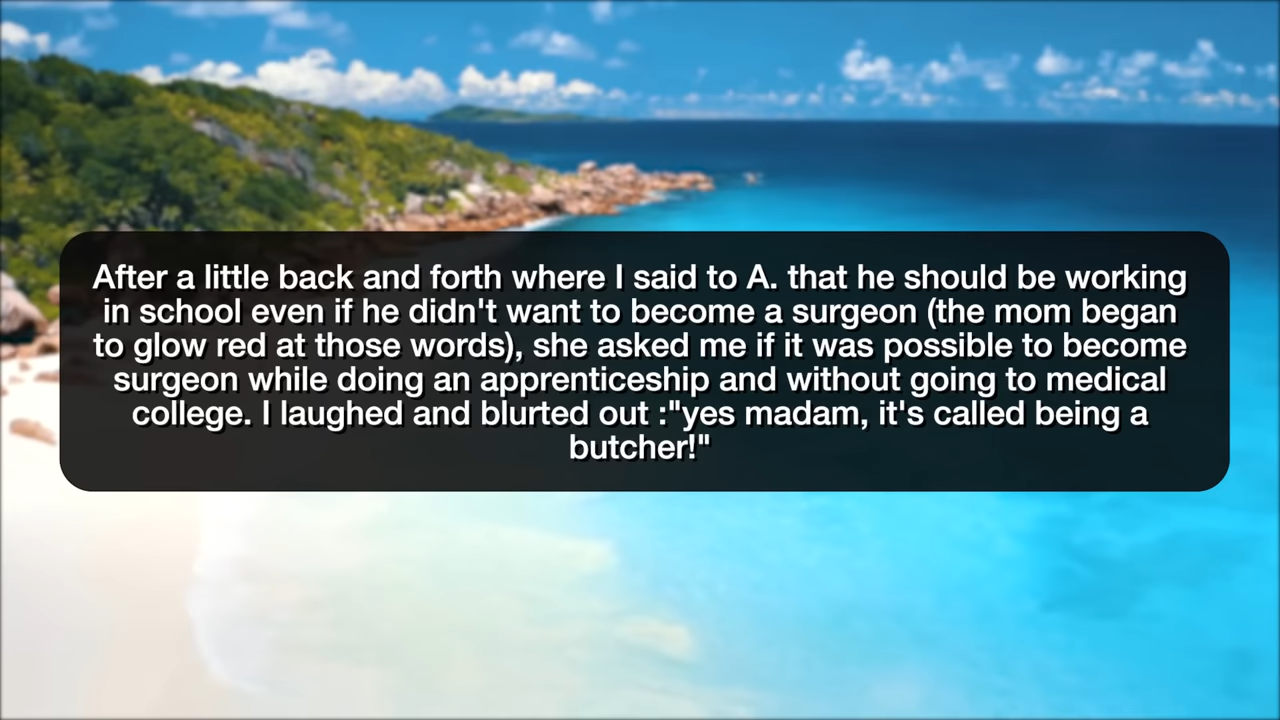 After a little back and forth where I said to A. that he should be working
in school even if he didn't want to become a surgeon (the mom began
to glow red at those words), she asked me if it was possible to become
surgeon while doing an apprenticeship and without going to medical
college. I laughed and blurted out :"yes madam, it's called being a
butcher!"